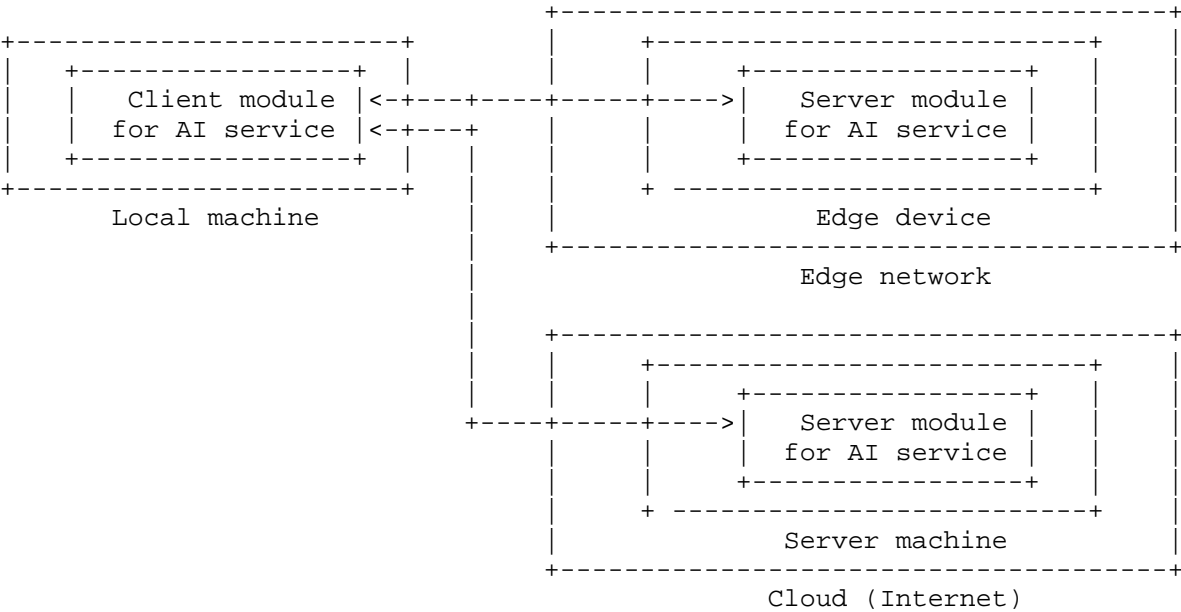 Client module
for AI service
Local machine
Server module
for AI service
Edge device
Edge network
Server module
for AI service
Server machine
Cloud (Internet)